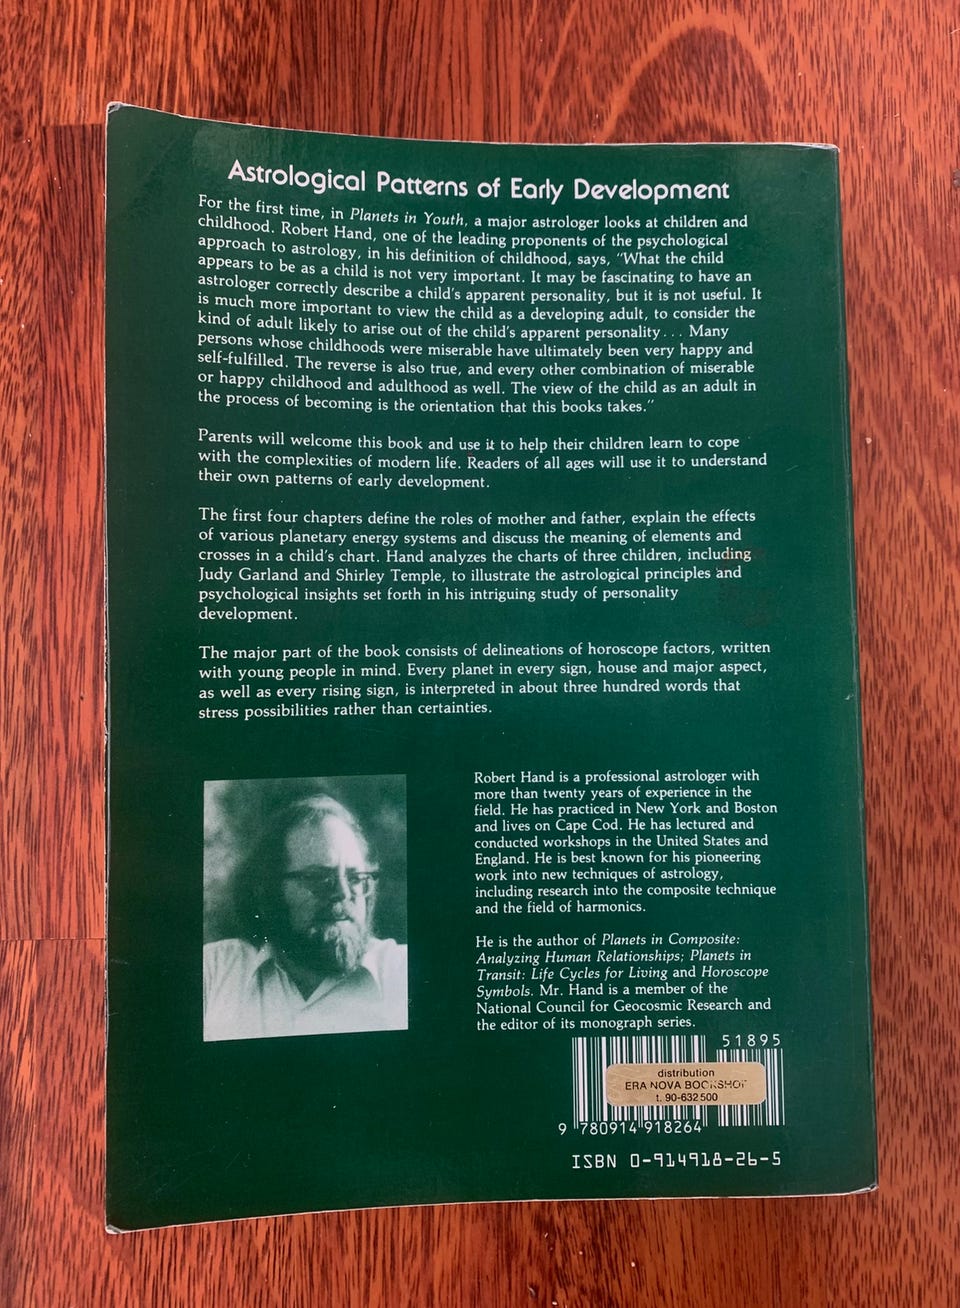 Astrological Patterns of Early Development
For the first time, in Planets in Youth, a major astrologer looks at children and
childhood. Robert Hand, one of the leading proponents of the psychological
approach to astrology, in his definition of childhood, says, "What the child
appears to be as a child is not very important. It may be fascinating to have an
astrologer correctly describe a child's apparent personality, but it is not useful. It
is much more important to view the child as a developing adult, to consider the
kind of adult likely to arise out of the child's apparent personality... Many
persons whose childhoods were miserable have ultimately been very happy and
self-fulfilled. The reverse is also true, and every other combination of miserable
or happy childhood and adulthood as well. The view of the child as an adult in
the process of becoming is the orientation that this books takes."
Parents will welcome this book and use it to help their children learn to cope
with the complexities of modern life. Readers of all ages will use it to understand
their own patterns of early development.
The first four chapters define the roles of mother and father, explain the effects
of various planetary energy systems and discuss the meaning of elements and
crosses in a child's chart. Hand analyzes the charts of three children, including
Judy Garland and Shirley Temple, to illustrate the astrological principles and
psychological insights set forth in his intriguing study of personality
development.
The major part of the book consists of delineations of horoscope factors, written
with young people in mind. Every planet in every sign, house and major aspect,
as well as every rising sign, is interpreted in about three hundred words that
stress possibilities rather than certainties.
Robert Hand is a professional astrologer with
more than twenty years of experience in the
field. He has practiced in New York and Boston
and lives on Cape Cod. He has lectured and
conducted workshops in the United States and
England. He is best known for his pioneering
work into new techniques of astrology,
including research into the composite technique
and the field of harmonics.
He is the author of Planets in Composite:
Analyzing Human Relationships; Planets in
Transit: Life Cycles for Living and Horoscope
Symbols. Mr. Hand is a member of the
National Council for Geocosmic Research and
the editor of its monograph series.
51895
distribution
ERA NOVA BOOKSHOP
t. 90-632 500
9 780914 918264
ISBN 0-914918-26-5